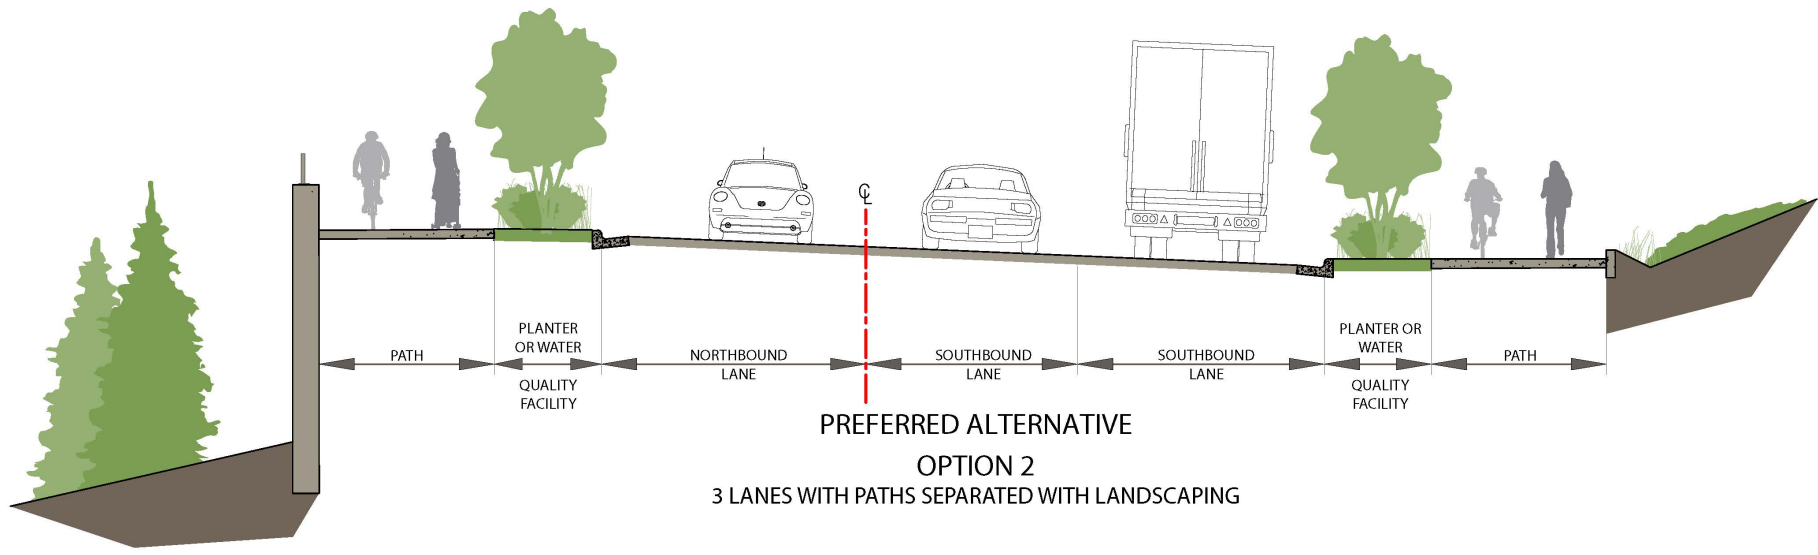 ℄
PATH
PLANTER
OR WATER
QUALITY
FACILITY
NORTHBOUND
LANE
SOUTHBOUND
LANE
SOUTHBOUND
LANE
PLANTER OR
WATER
QUALITY
FACILITY
PATH
PREFERRED ALTERNATIVE
OPTION 2
3 LANES WITH PATHS SEPARATED WITH LANDSCAPING